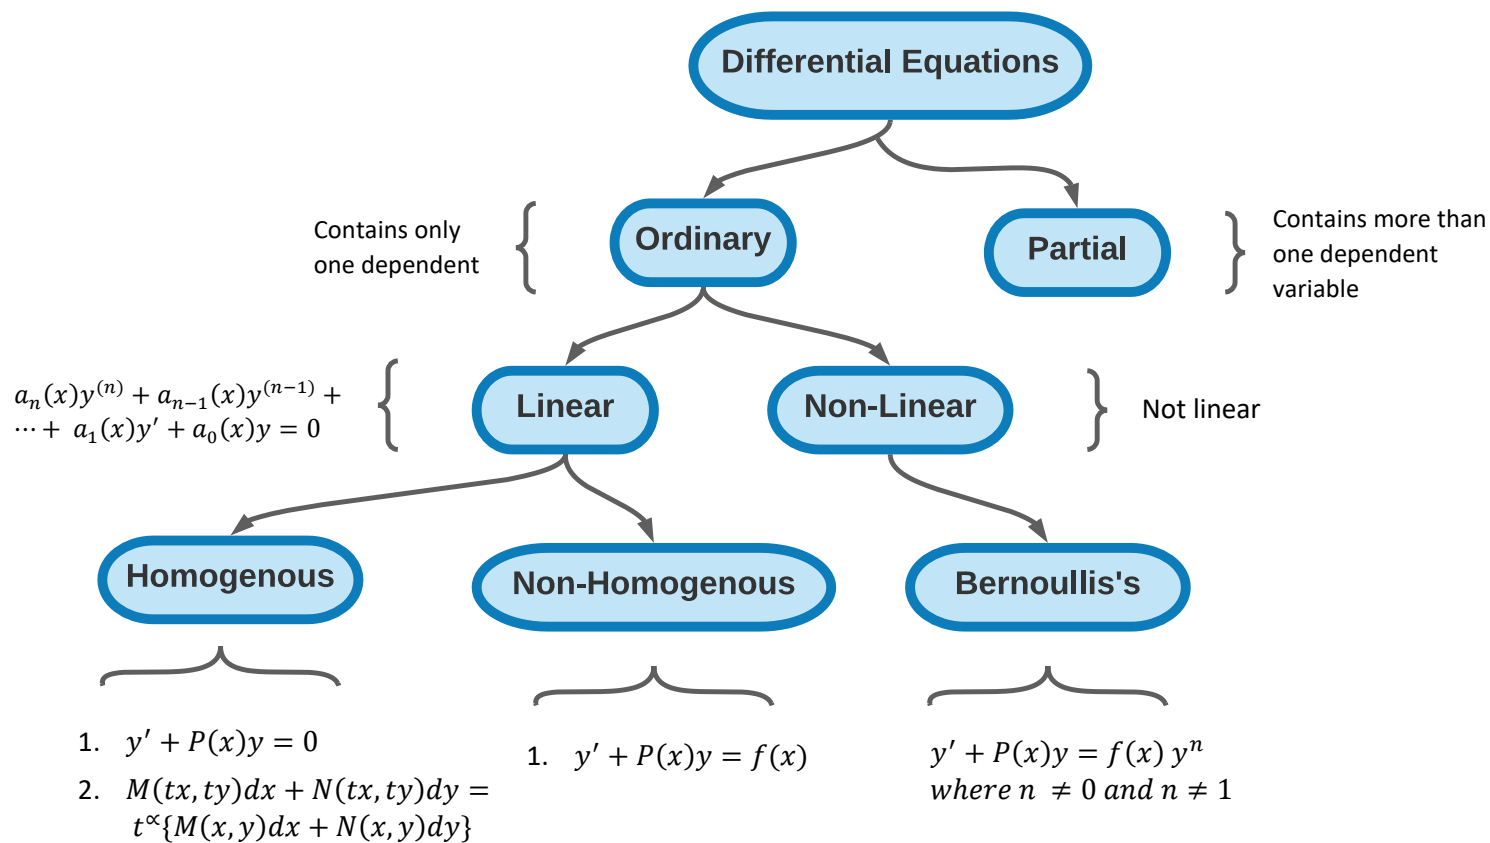 Differential Equations
Contains only
one dependent
Ordinary
Partial
Contains more than
one dependent
variable
aₙ(x)y⁽ⁿ⁾ + aₙ₋₁(x)y⁽ⁿ⁻¹⁾ +
⋯ + a₁(x)y′ + a₀(x)y = 0
Linear
Non-Linear
Not linear
Homogenous
Non-Homogenous
Bernoullis's
1. y′ + P(x)y = 0
2. M(tx, ty)dx + N(tx, ty)dy =
t^∝{M(x, y)dx + N(x, y)dy}
1. y′ + P(x)y = f(x)
y′ + P(x)y = f(x) yⁿ
where n ≠ 0 and n ≠ 1